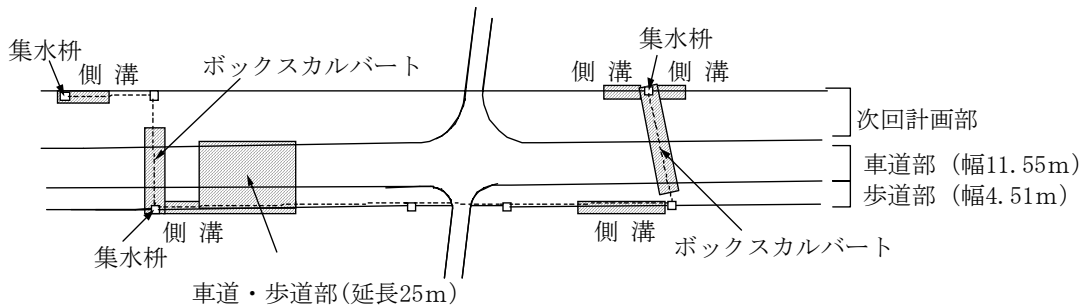 集水枡
側 溝
ボックスカルバート
集水枡
側 溝 側 溝
次回計画部
車道部 (幅11.55m)
歩道部 (幅4.51m)
側 溝
集水枡
側 溝
ボックスカルバート
車道・歩道部(延長25m)